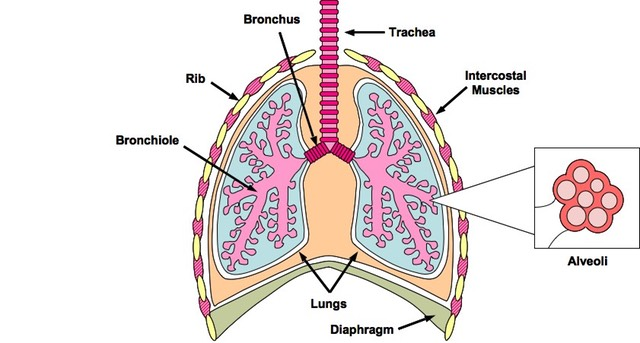 Bronchus
Trachea
Rib
Intercostal
Muscles
Bronchiole
Alveoli
Lungs
Diaphragm